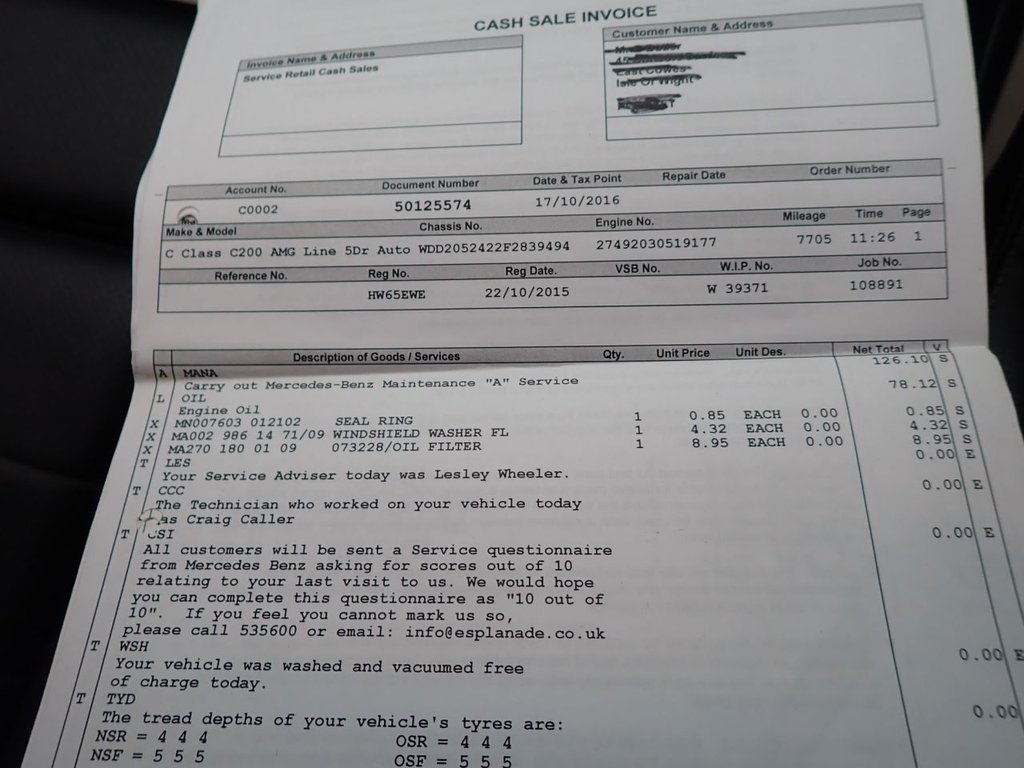 CASH SALE INVOICE
Invoice Name & Address
Service Retail Cash Sales
Customer Name & Address
East Cowes
Isle Of Wight
Account No. Document Number Date & Tax Point Repair Date Order Number
C0002 50125574 17/10/2016
Make & Model Chassis No. Engine No. Mileage Time Page
C Class C200 AMG Line 5Dr Auto WDD2052422F2839494 27492030519177 7705 11:26 1
Reference No. Reg No. Reg Date. VSB No. W.I.P. No. Job No.
HW65EWE 22/10/2015 W 39371 108891
Description of Goods / Services Qty. Unit Price Unit Des. Net Total V
A MANA 126.10 S
Carry out Mercedes-Benz Maintenance "A" Service
L OIL 78.12 S
Engine Oil
X MN007603 012102 SEAL RING 1 0.85 EACH 0.00 0.85 S
X MA002 986 14 71/09 WINDSHIELD WASHER FL 1 4.32 EACH 0.00 4.32 S
X MA270 180 01 09 073228/OIL FILTER 1 8.95 EACH 0.00 8.95 S
T LES 0.00 E
Your Service Adviser today was Lesley Wheeler.
T CCC 0.00 E
The Technician who worked on your vehicle today
as Craig Caller
T CSI 0.00 E
All customers will be sent a Service questionnaire
from Mercedes Benz asking for scores out of 10
relating to your last visit to us. We would hope
you can complete this questionnaire as "10 out of
10". If you feel you cannot mark us so,
please call 535600 or email: info@esplanade.co.uk
T WSH 0.00 E
Your vehicle was washed and vacuumed free
of charge today.
T TYD 0.00
The tread depths of your vehicle's tyres are:
NSR = 4 4 4 OSR = 4 4 4
NSF = 5 5 5 OSF = 5 5 5